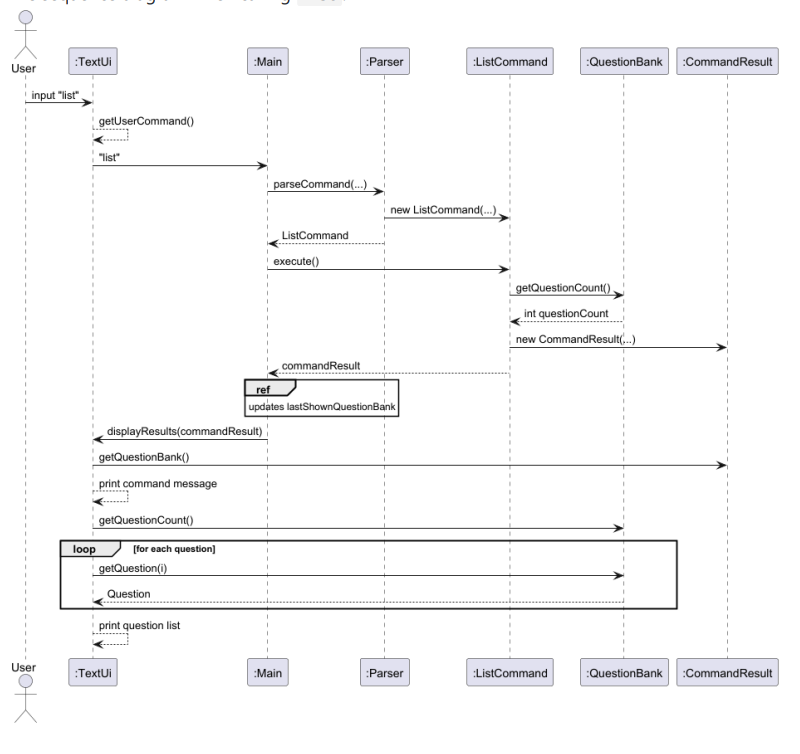 User
:TextUi
:Main
:Parser
:ListCommand
:QuestionBank
:CommandResult
input "list"
getUserCommand()
"list"
parseCommand(...)
new ListCommand(...)
ListCommand
execute()
getQuestionCount()
int questionCount
new CommandResult(...)
commandResult
ref
updates lastShownQuestionBank
displayResults(commandResult)
getQuestionBank()
print command message
getQuestionCount()
loop [for each question]
getQuestion(i)
Question
print question list
User
:TextUi
:Main
:Parser
:ListCommand
:QuestionBank
:CommandResult